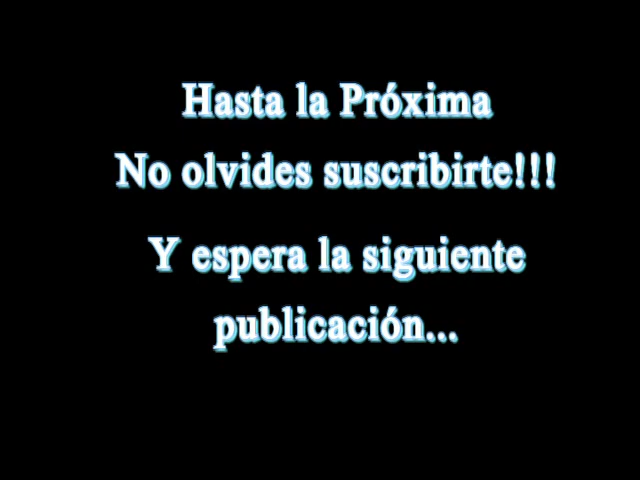 Hasta la Próxima
No olvides suscribirte!!!
Y espera la siguiente
publicación...